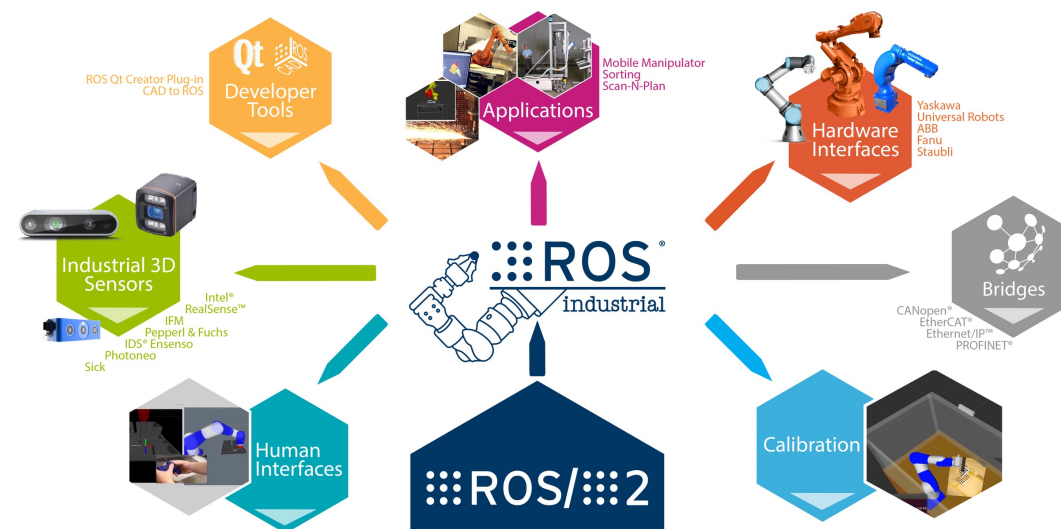 Qt ROS
ROS Qt Creator Plug-in
CAD to ROS
Developer
Tools
Applications
Mobile Manipulator
Sorting
Scan-N-Plan
Hardware
Interfaces
Yaskawa
Universal Robots
ABB
Fanu
Staubli
Industrial 3D
Sensors
Intel®
RealSense™
IFM
Pepperl & Fuchs
IDS® Ensenso
Photoneo
Sick
ROS®
industrial
Bridges
CANopen®
EtherCAT®
Ethernet/IP™
PROFINET®
Human
Interfaces
ROS/2
Calibration